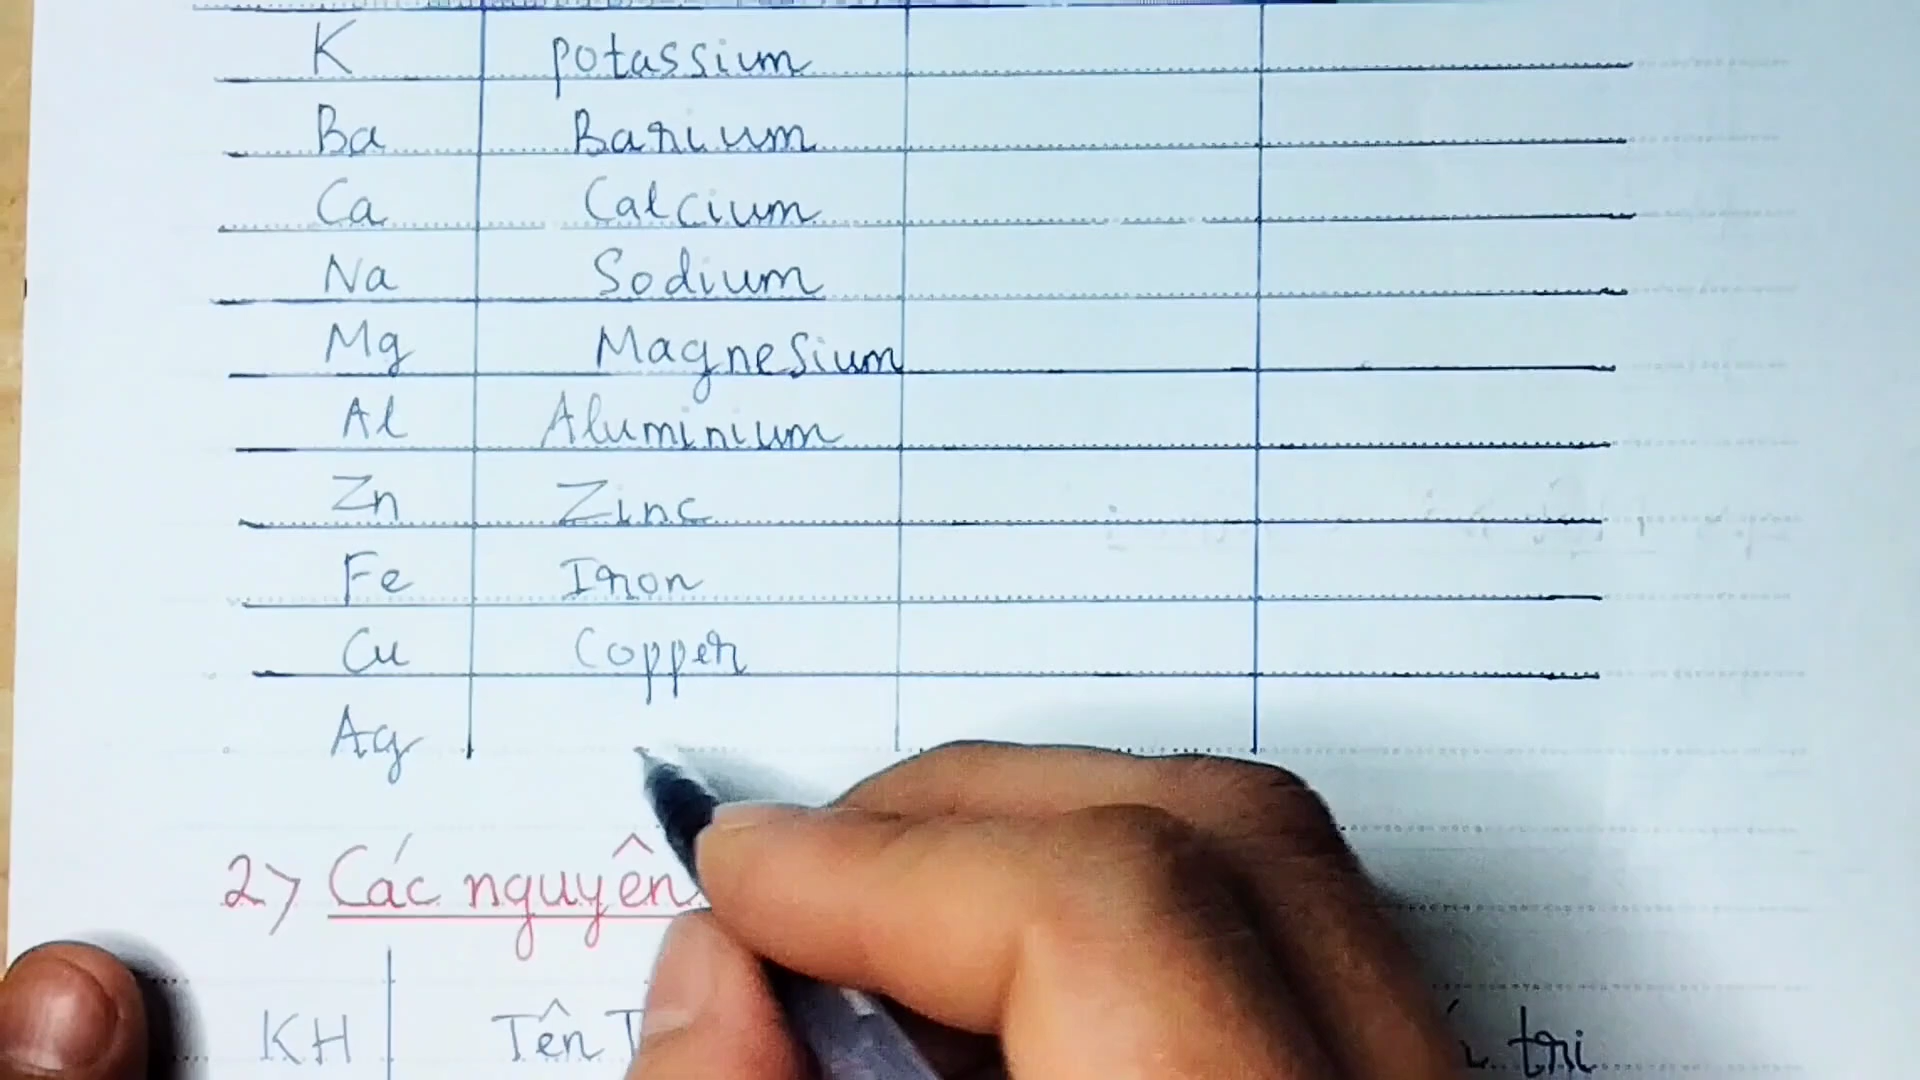 K potassium
Ba Barium
Ca Calcium
Na Sodium
Mg Magnesium
Al Aluminium
Zn Zinc
Fe Iron
Cu Copper
Ag
2) Các nguyên
KH Tên T trị